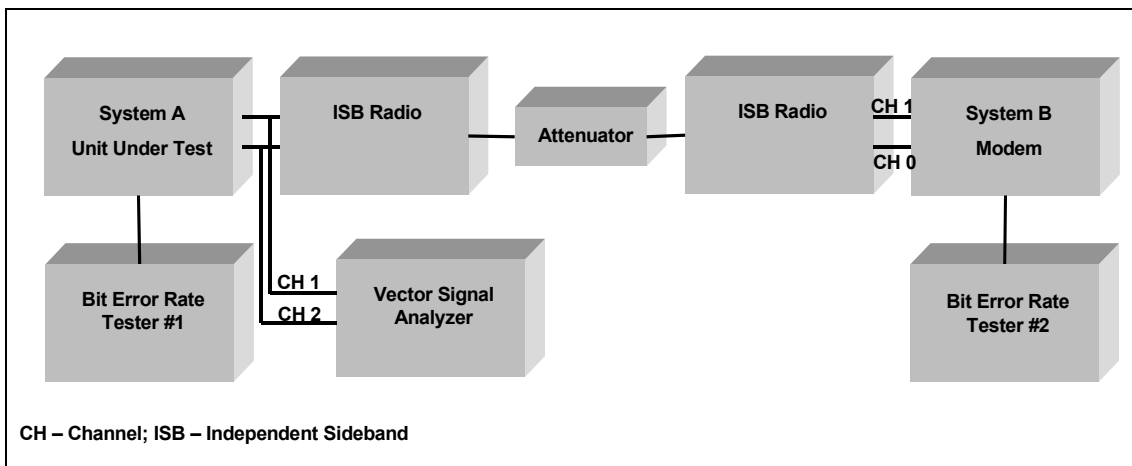 System A
Unit Under Test
ISB Radio
Attenuator
ISB Radio
CH 1
CH 0
System B
Modem
Bit Error Rate
Tester #1
CH 1
CH 2
Vector Signal
Analyzer
Bit Error Rate
Tester #2
CH – Channel; ISB – Independent Sideband